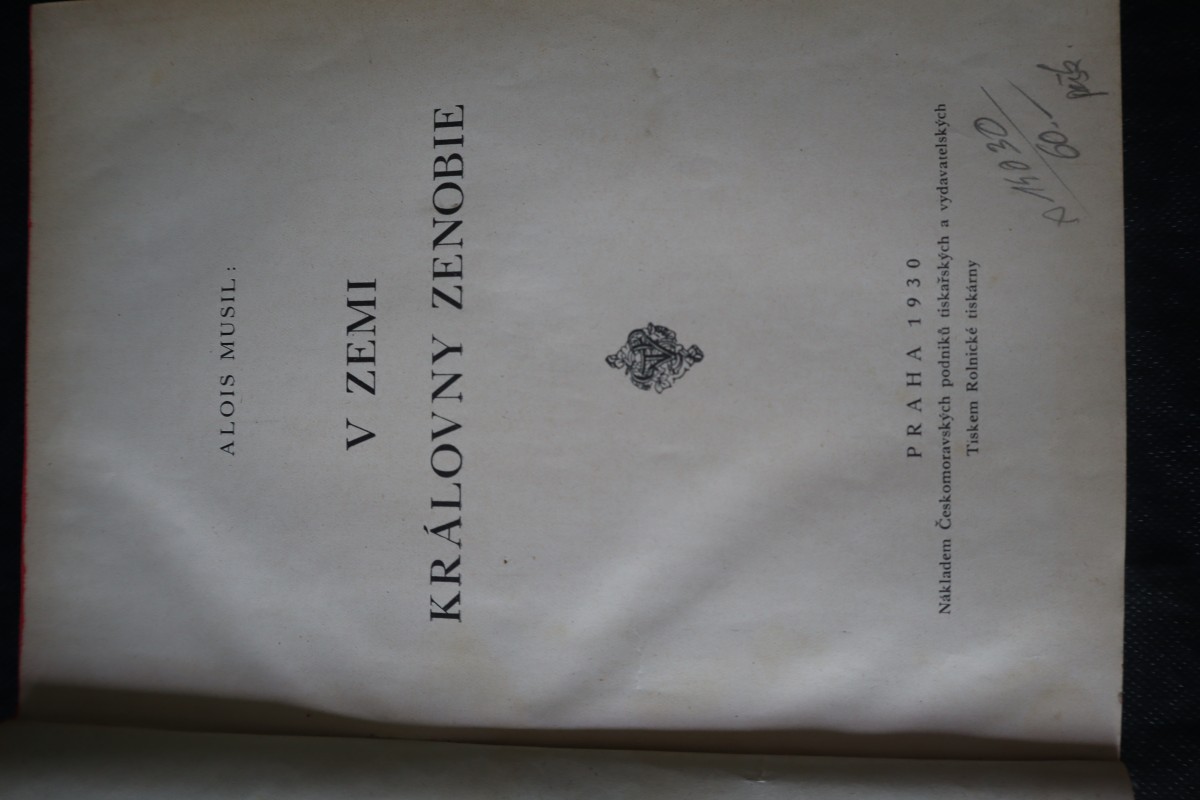 ALOIS MUSIL:
V ZEMI
KRÁLOVNY ZENOBIE
PRAHA 1930
Nákladem Českomoravských podniků tiskařských a vydavatelských
Tiskem Rolnické tiskárny
60.-